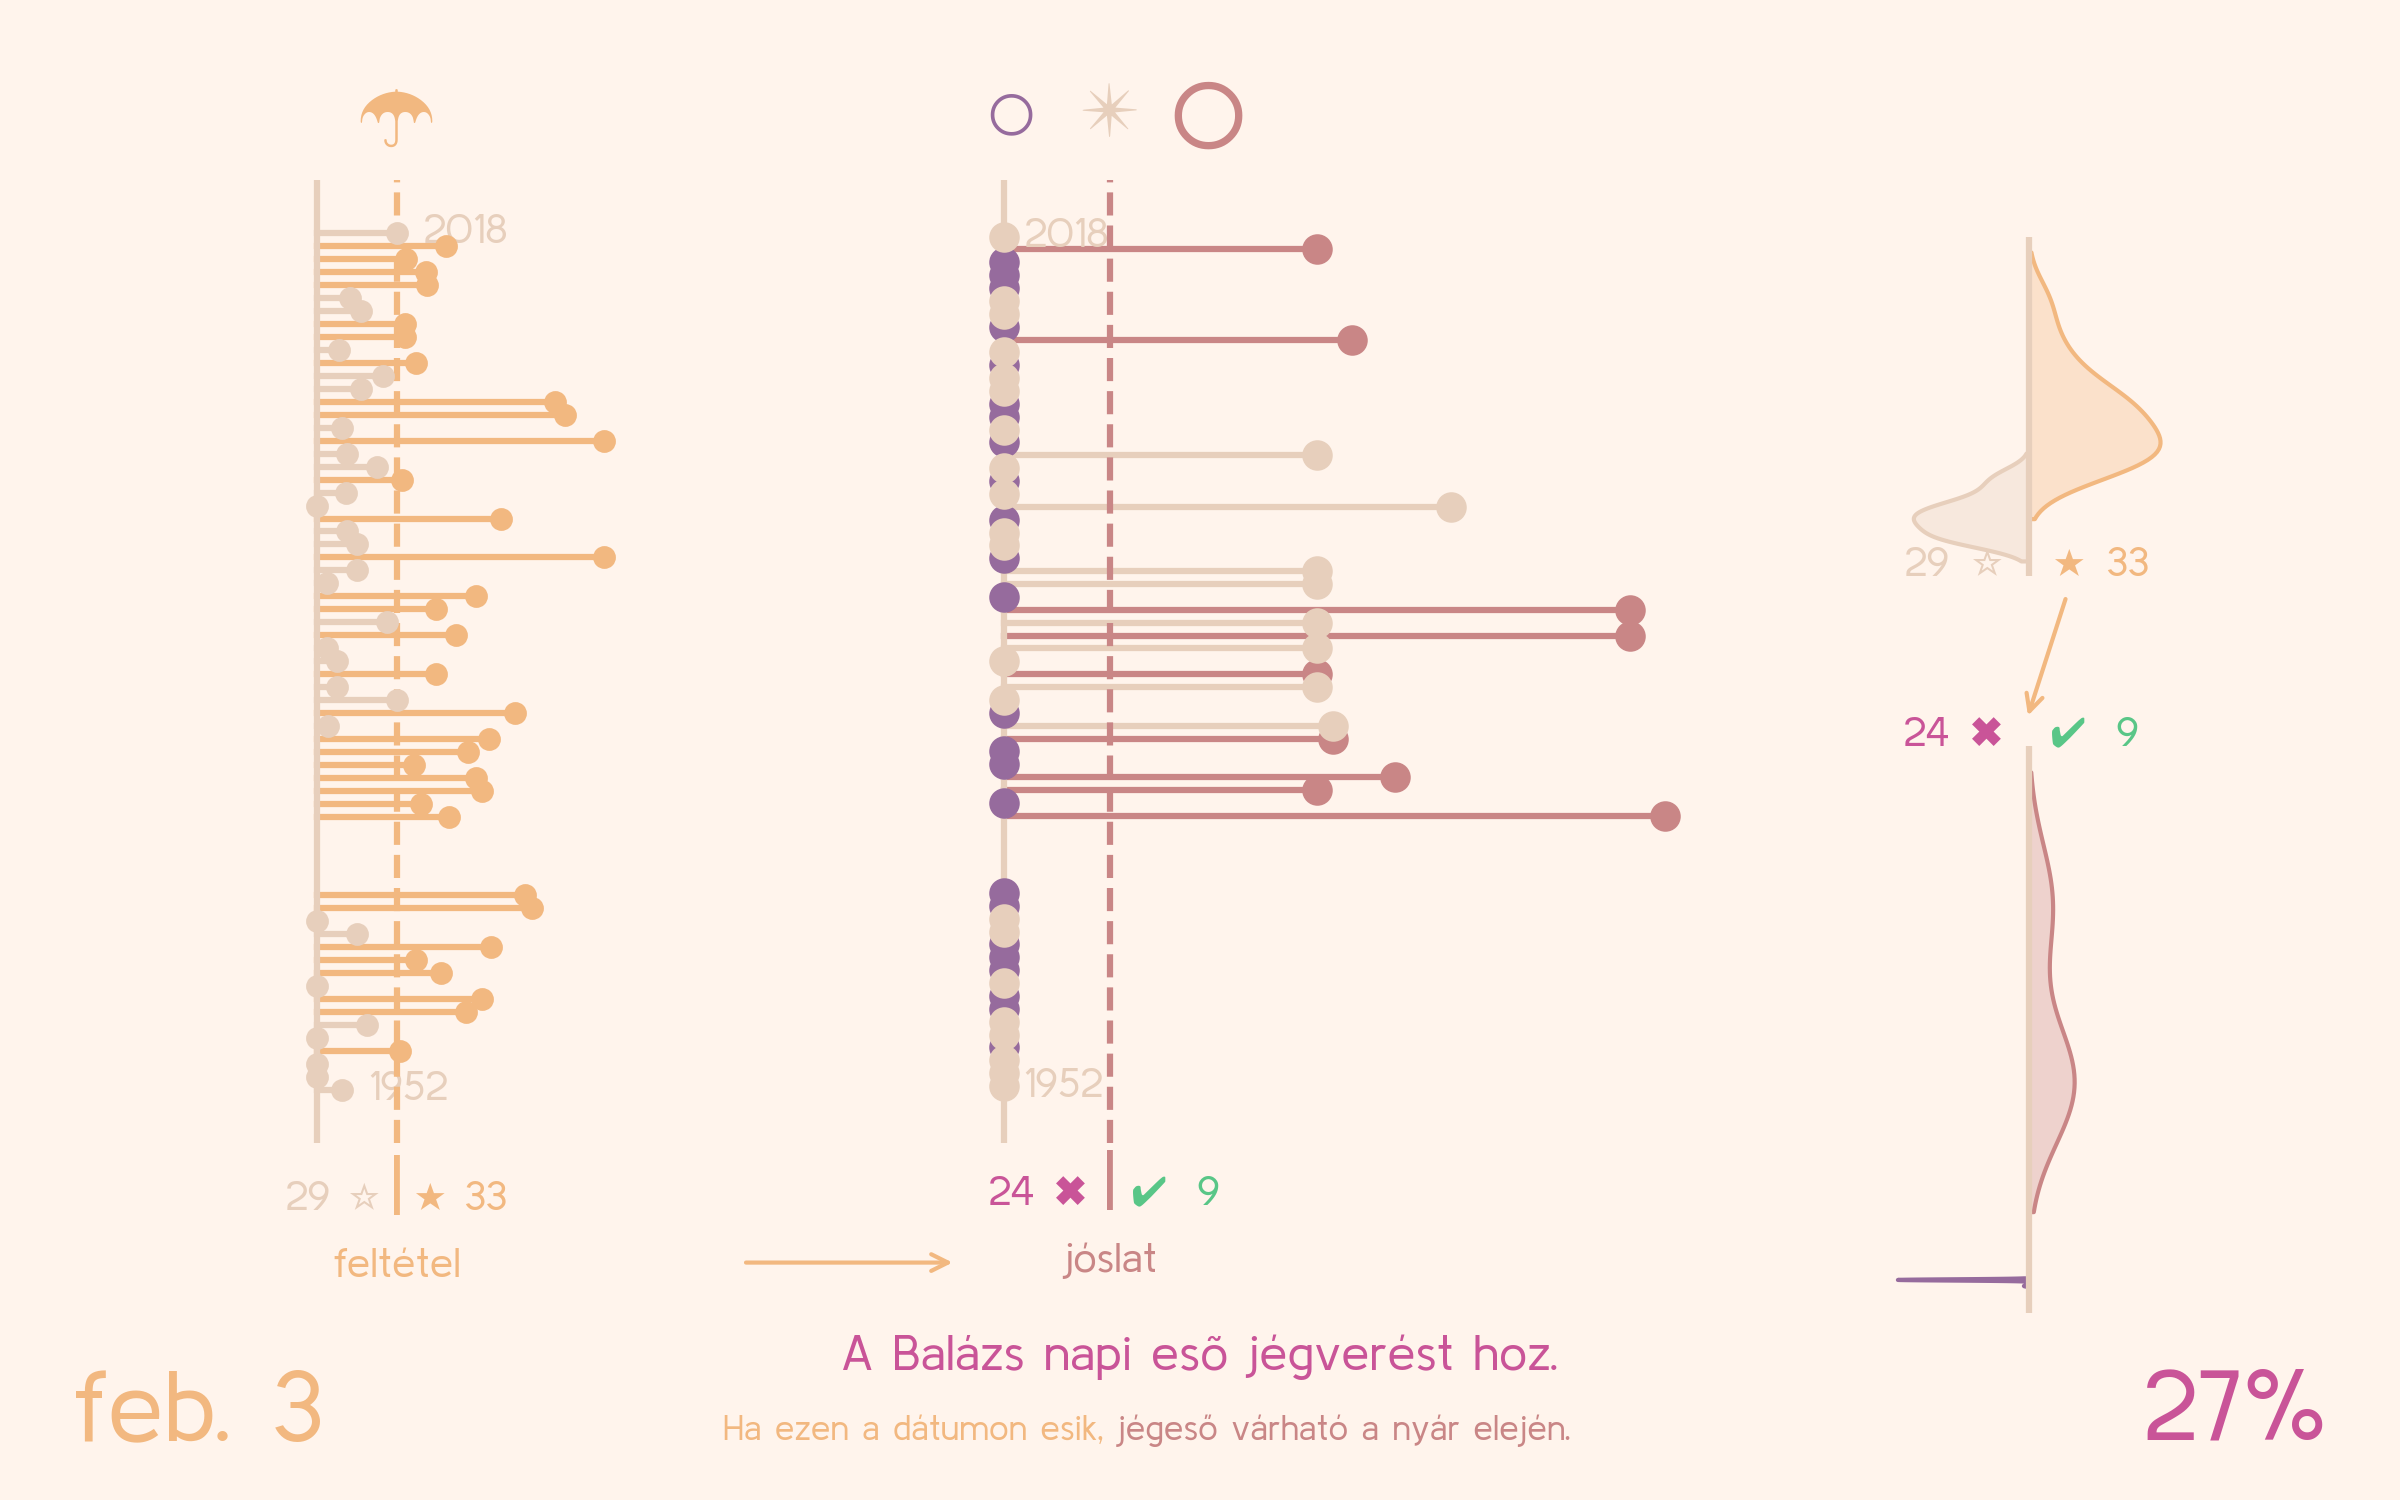 2018
2018
29 ☆ ★ 33
24 ✖ ✔ 9
1952
1952
29 ☆ ★ 33
24 ✖ ✔ 9
feltétel
jóslat
A Balázs napi esõ jégverést hoz.
feb. 3
27%
Ha ezen a dátumon esik, jégeső várható a nyár elején.